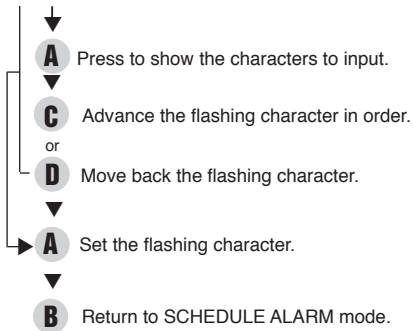 A Press to show the characters to input.
C Advance the flashing character in order.
or
D Move back the flashing character.
A Set the flashing character.
B Return to SCHEDULE ALARM mode.